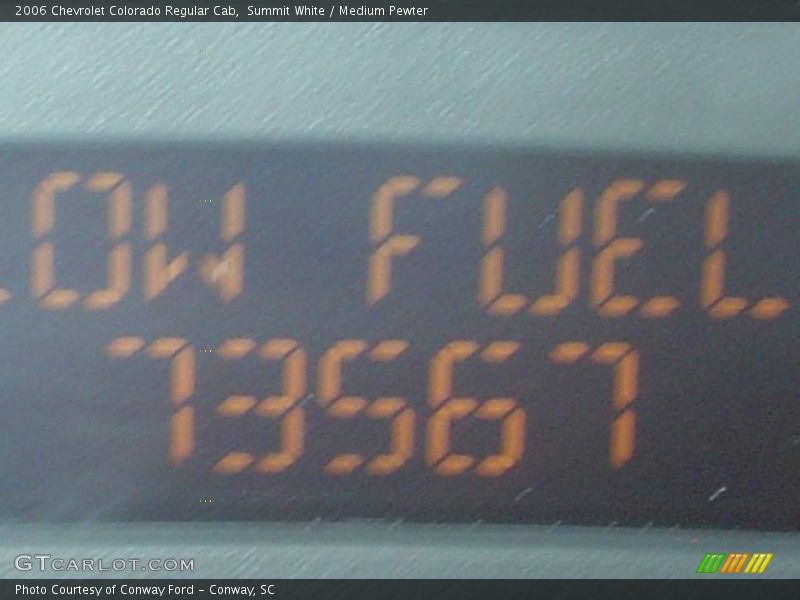 2006 Chevrolet Colorado Regular Cab, Summit White / Medium Pewter
LOW FUEL
73567
GTCARLOT.COM
Photo Courtesy of Conway Ford - Conway, SC